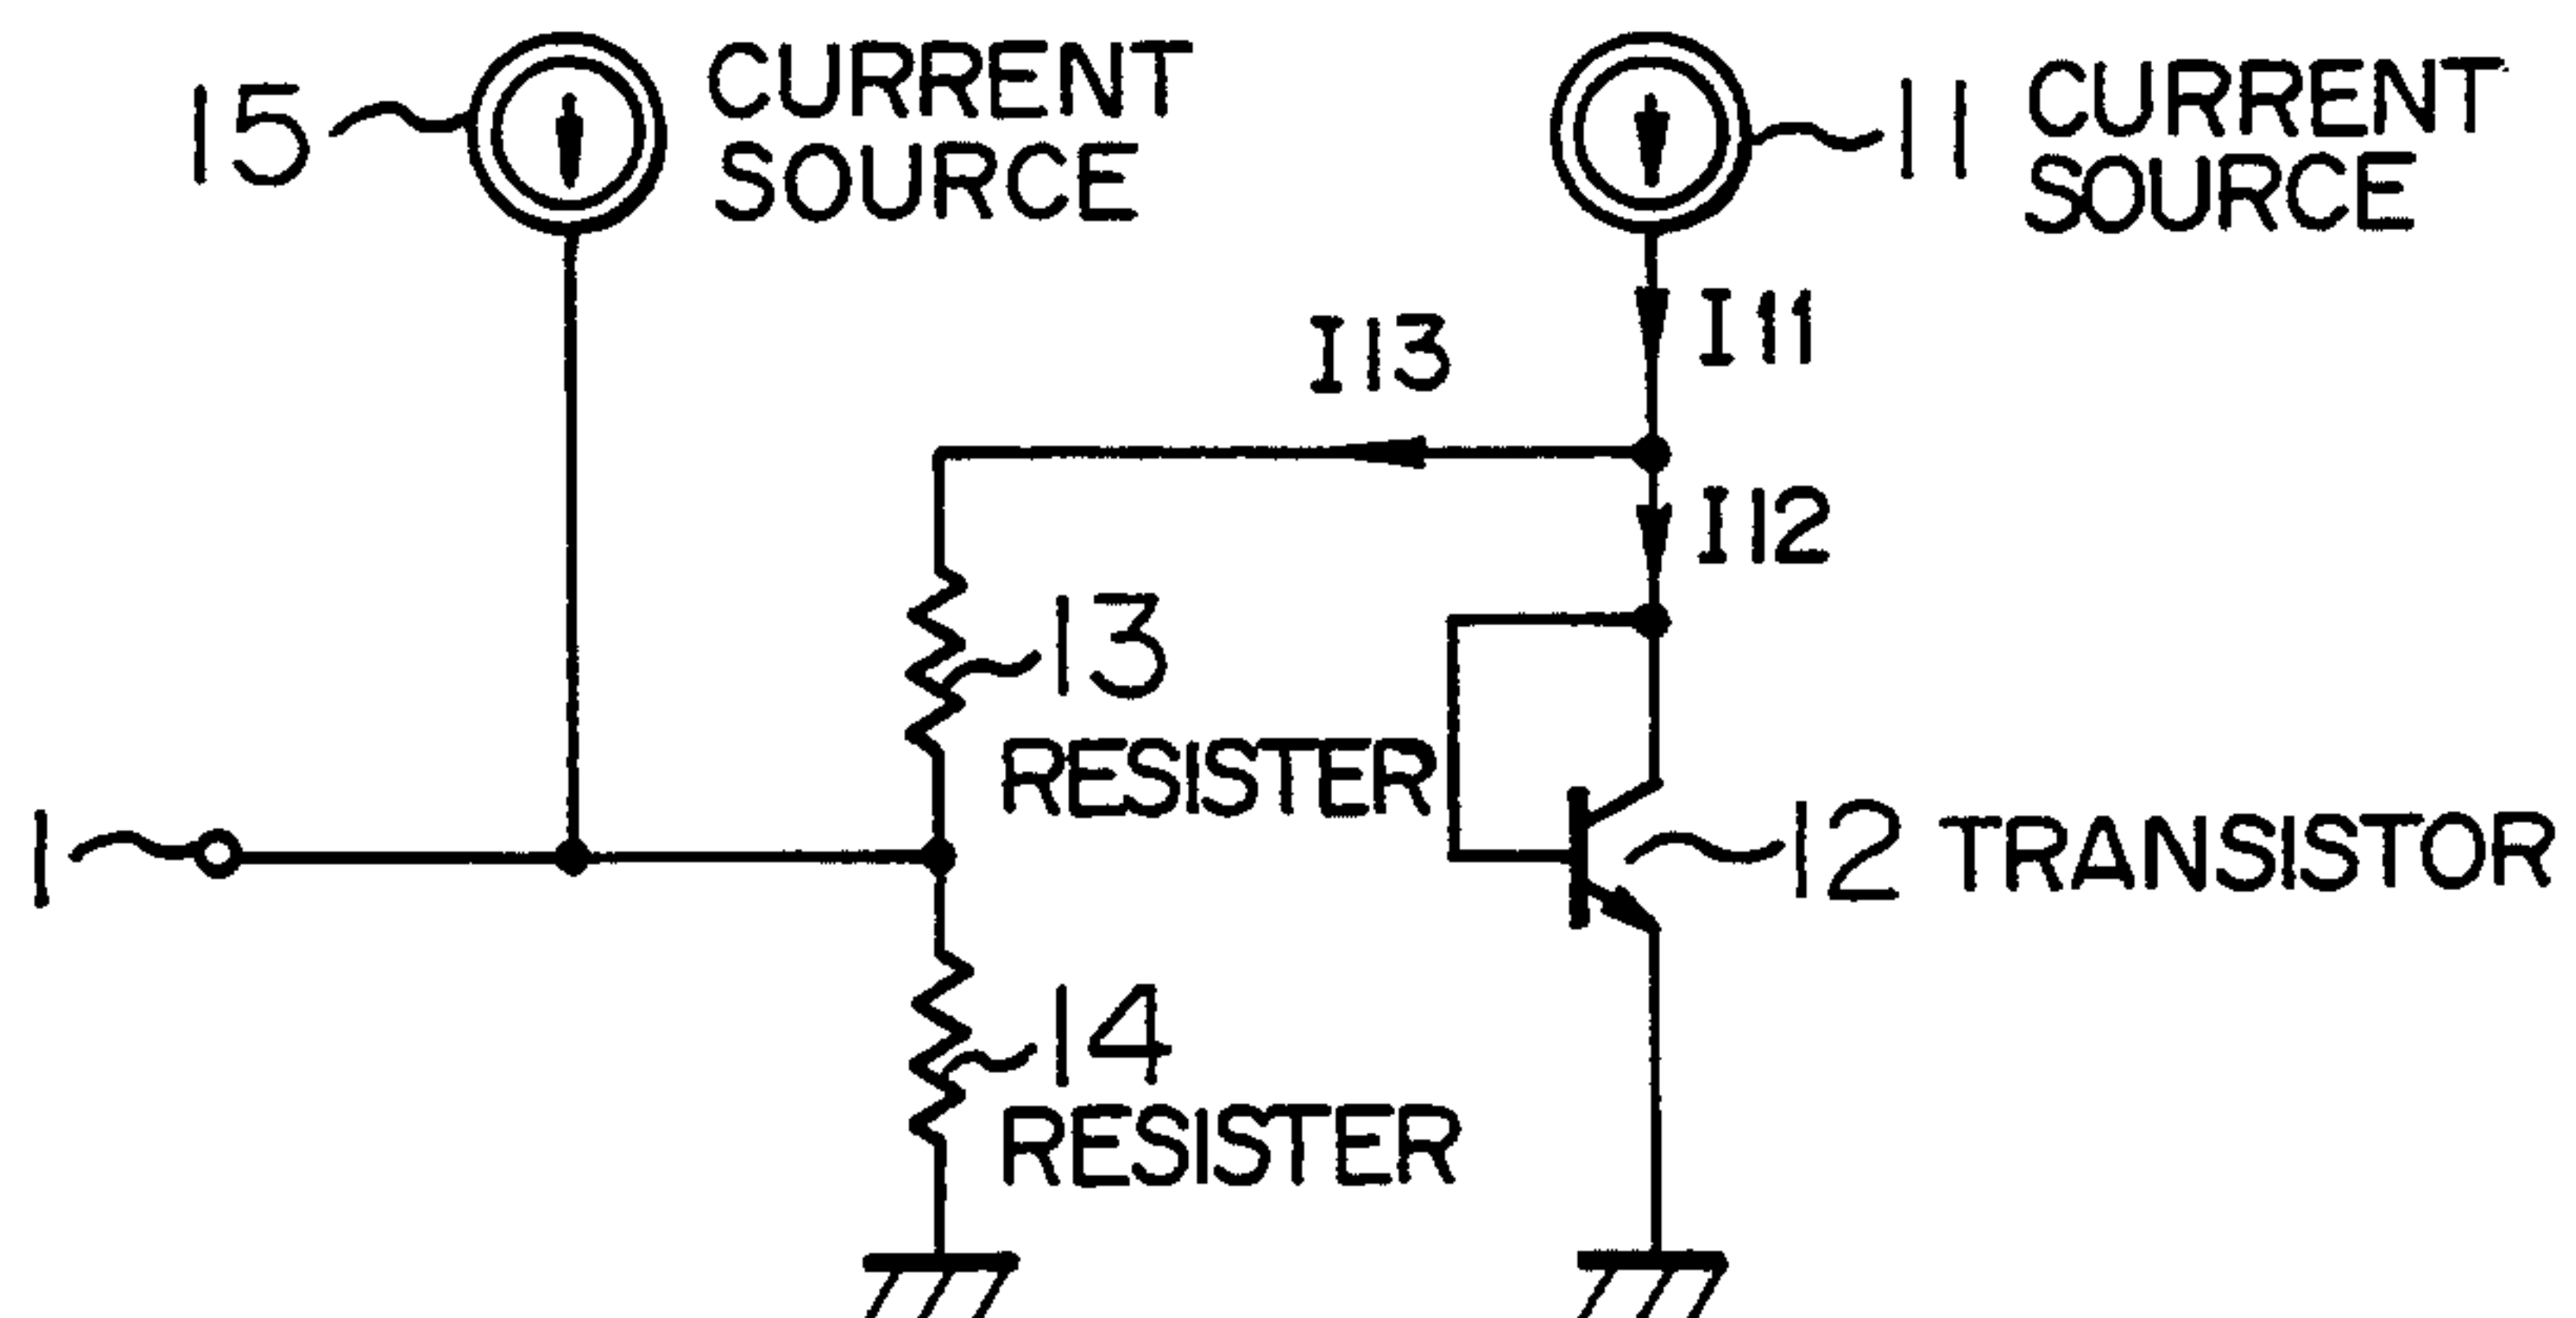 15
CURRENT
SOURCE
11
CURRENT
SOURCE
I11
I13
I12
13
RESISTER
1
12 TRANSISTOR
14
RESISTER